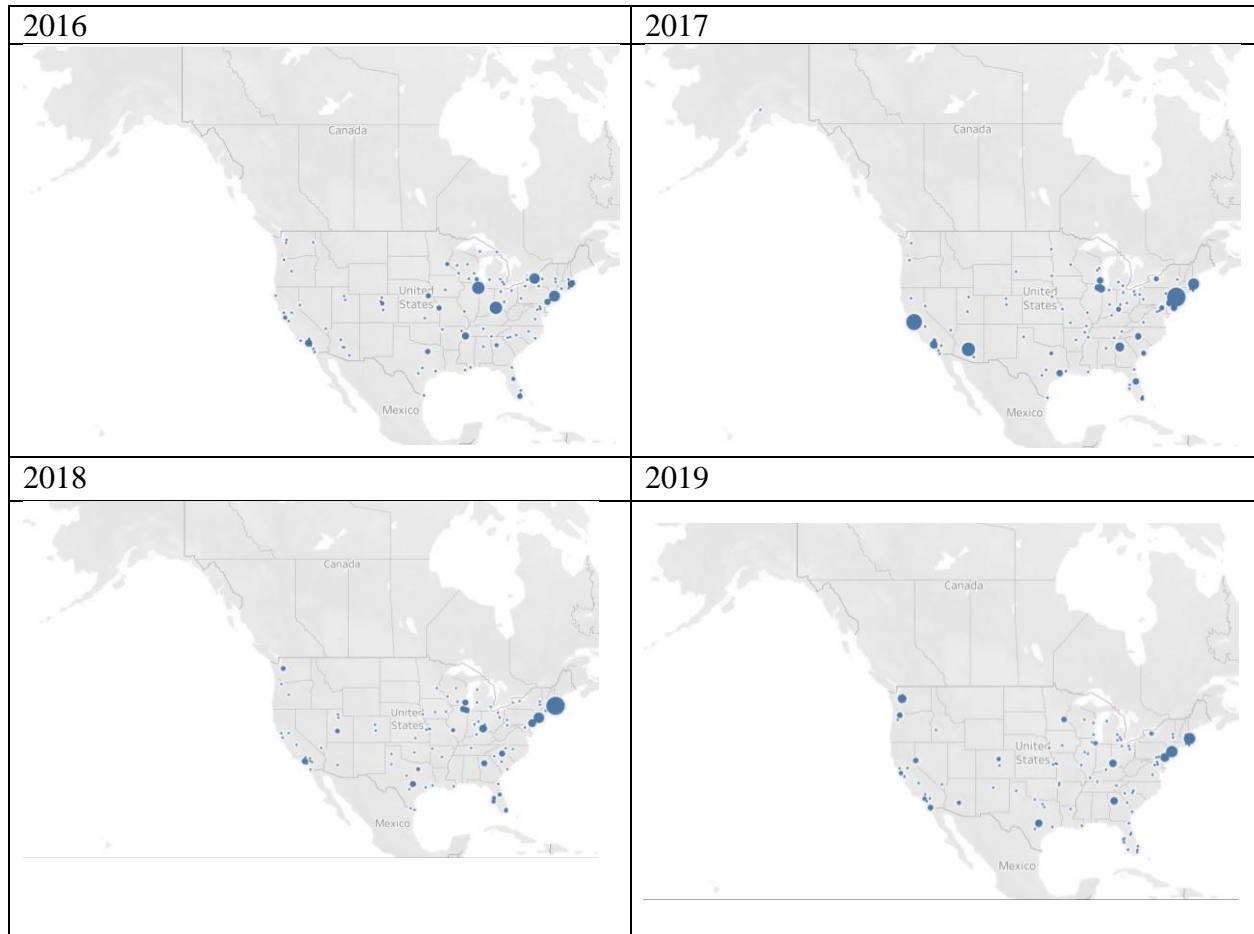 2016
2017
Canada
United
States
Mexico
Canada
United
States
Mexico
2018
2019
Canada
United
States
Mexico
Canada
United
States
Mexico